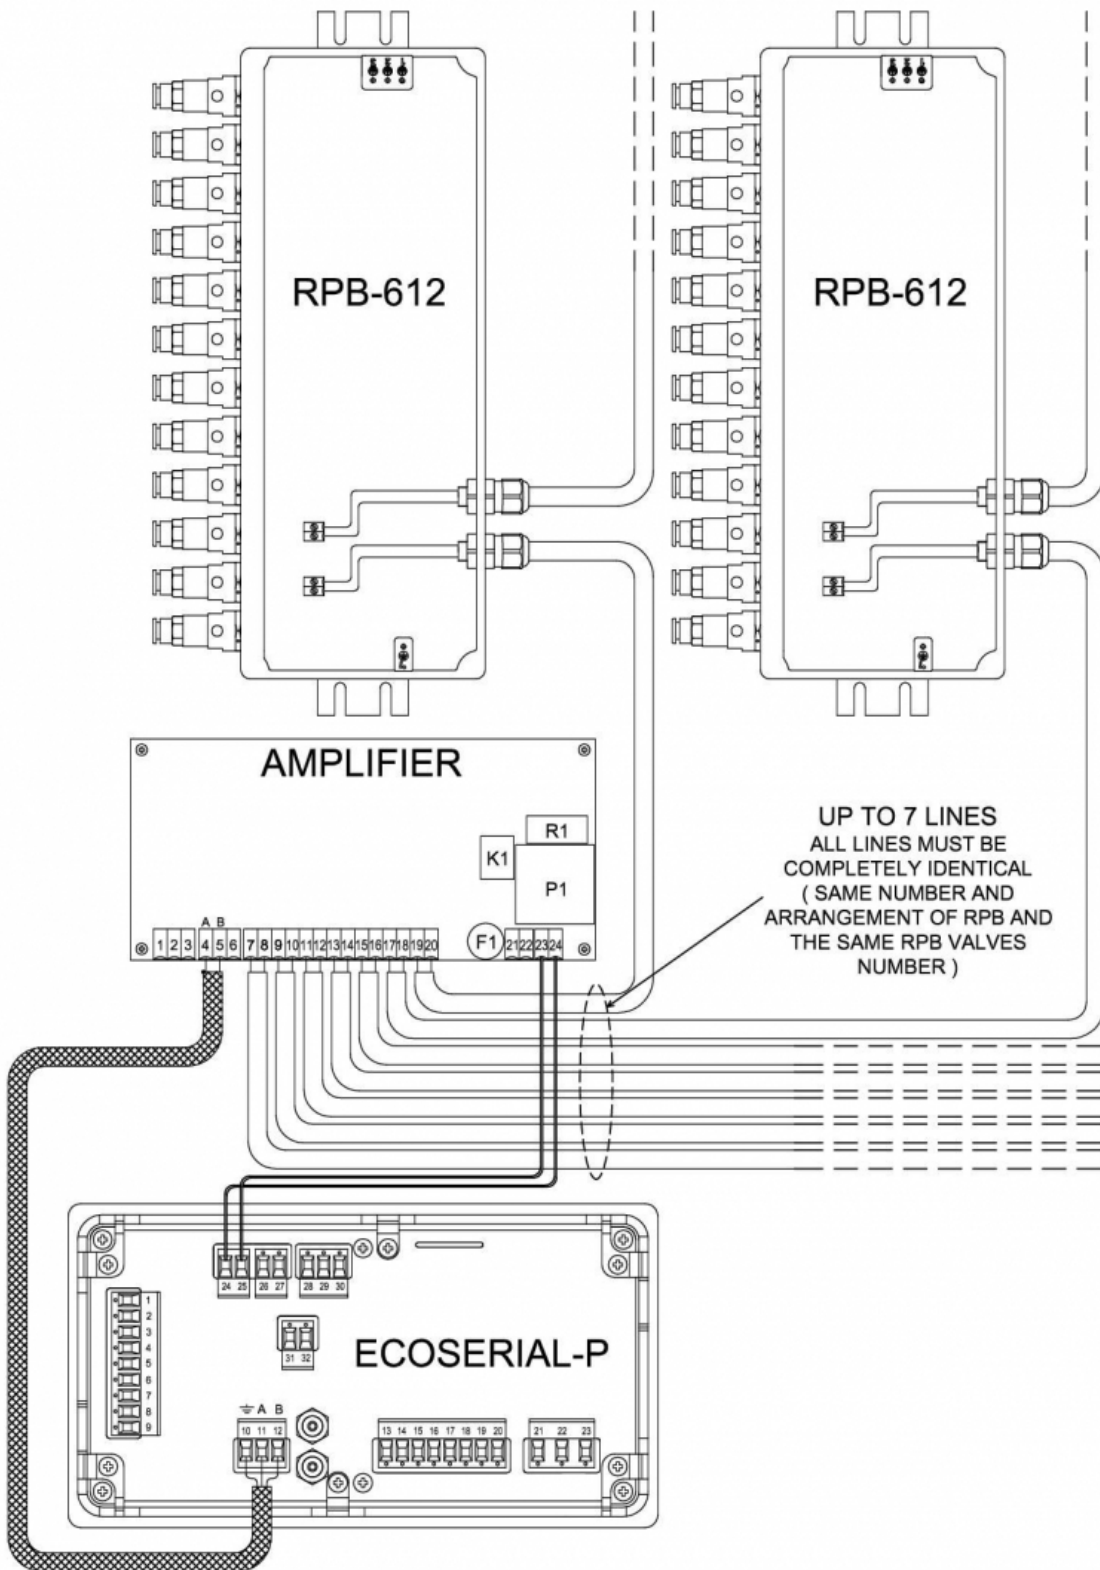 RPB-612
RPB-612
AMPLIFIER
R1
K1
P1
F1
A B
1 2 3 4 5 6 7 8 9 10 11 12 13 14 15 16 17 18 19 20 21 22 23 24
UP TO 7 LINES
ALL LINES MUST BE
COMPLETELY IDENTICAL
( SAME NUMBER AND
ARRANGEMENT OF RPB AND
THE SAME RPB VALVES
NUMBER )
24 25 26 27 28 29 30
1
2
3
4
5
6
7
8
9
31 32
ECOSERIAL-P
A B
10 11 12
13 14 15 16 17 18 19 20
21 22 23